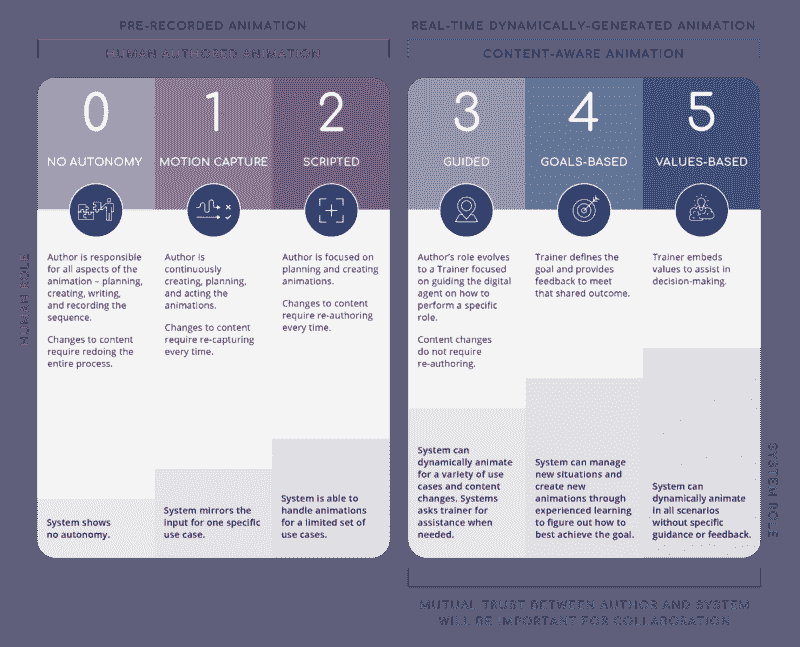 PRE-RECORDED ANIMATION
HUMAN AUTHORED ANIMATION
REAL-TIME DYNAMICALLY-GENERATED ANIMATION
CONTENT-AWARE ANIMATION
HUMAN ROLE
0
NO AUTONOMY
Author is responsible
for all aspects of the
animation – planning,
creating, writing,
and recording the
sequence.
Changes to content
require redoing the
entire process.
System shows
no autonomy.
1
MOTION CAPTURE
Author is
continuously
creating, planning,
and acting the
animations.
Changes to content
require re-capturing
every time.
System mirrors the
input for one specific
use case.
2
SCRIPTED
Author is focused on
planning and creating
animations.
Changes to content
require re-authoring
every time.
System is able to
handle animations
for a limited set of
use cases.
3
GUIDED
Author's role evolves
to a Trainer focused
on guiding the digital
agent on how to
perform a specific
role.
Content changes
do not require
re-authoring.
System can
dynamically animate
for a variety of use
cases and content
changes. Systems
asks trainer for
assistance when
needed.
4
GOALS-BASED
Trainer defines the
goal and provides
feedback to meet
that shared outcome.
System can manage
new situations and
create new
animations through
experienced learning
to figure out how to
best achieve the goal.
5
VALUES-BASED
Trainer embeds
values to assist in
decision-making.
System can
dynamically animate
in all scenarios
without specific
guidance or feedback.
SYSTEM ROLE
MUTUAL TRUST BETWEEN AUTHOR AND SYSTEM
WILL BE IMPORTANT FOR COLLABORATION